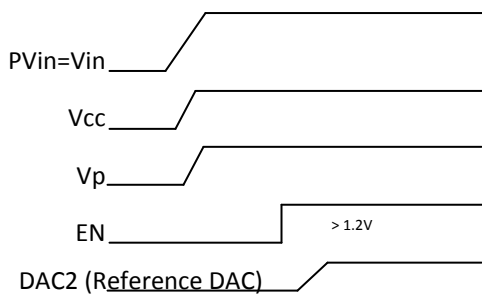 PVin=Vin
Vcc
Vp
EN
> 1.2V
DAC2 (Reference DAC)